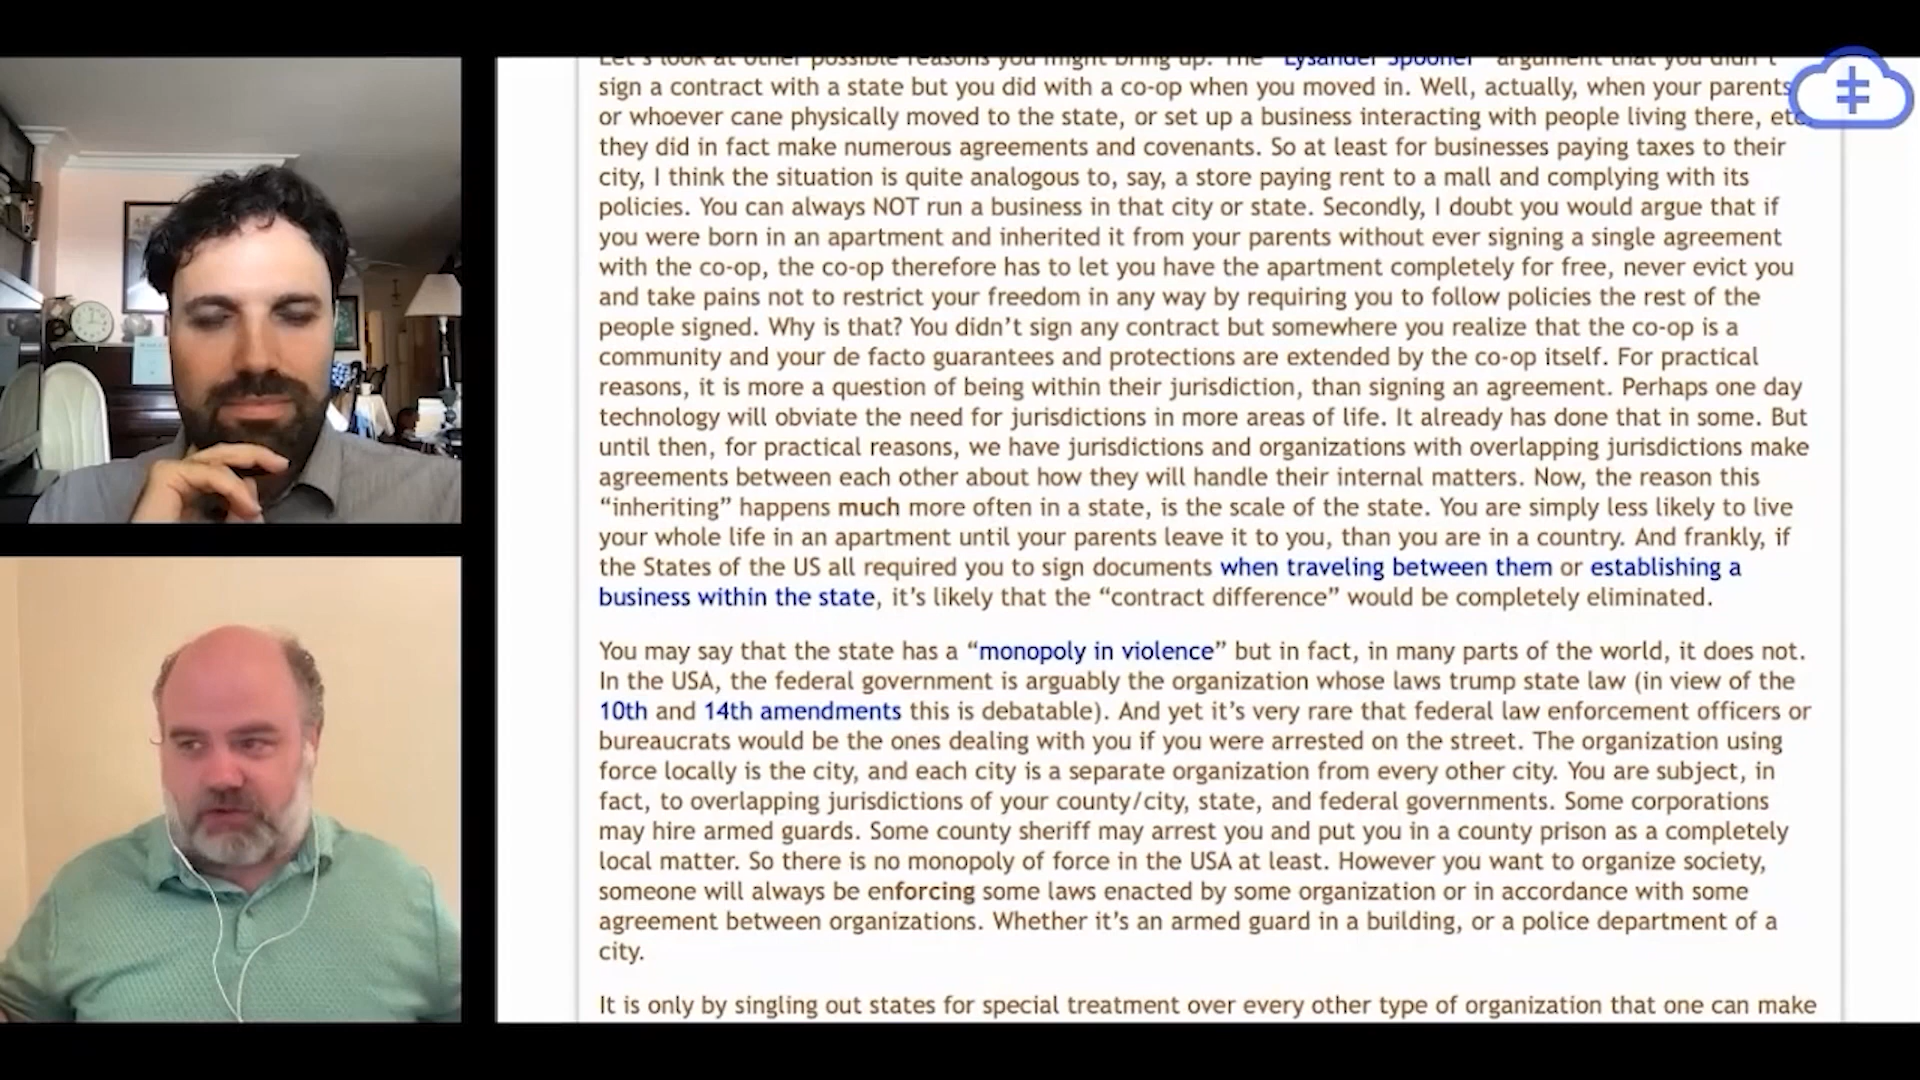 Let's look at other possible reasons you might bring up. The "Lysander Spooner" argument that you didn't
sign a contract with a state but you did with a co-op when you moved in. Well, actually, when your parents
or whoever cane physically moved to the state, or set up a business interacting with people living there, etc.
they did in fact make numerous agreements and covenants. So at least for businesses paying taxes to their
city, I think the situation is quite analogous to, say, a store paying rent to a mall and complying with its
policies. You can always NOT run a business in that city or state. Secondly, I doubt you would argue that if
you were born in an apartment and inherited it from your parents without ever signing a single agreement
with the co-op, the co-op therefore has to let you have the apartment completely for free, never evict you
and take pains not to restrict your freedom in any way by requiring you to follow policies the rest of the
people signed. Why is that? You didn't sign any contract but somewhere you realize that the co-op is a
community and your de facto guarantees and protections are extended by the co-op itself. For practical
reasons, it is more a question of being within their jurisdiction, than signing an agreement. Perhaps one day
technology will obviate the need for jurisdictions in more areas of life. It already has done that in some. But
until then, for practical reasons, we have jurisdictions and organizations with overlapping jurisdictions make
agreements between each other about how they will handle their internal matters. Now, the reason this
“inheriting” happens much more often in a state, is the scale of the state. You are simply less likely to live
your whole life in an apartment until your parents leave it to you, than you are in a country. And frankly, if
the States of the US all required you to sign documents when traveling between them or establishing a
business within the state, it's likely that the “contract difference” would be completely eliminated.
You may say that the state has a “monopoly in violence” but in fact, in many parts of the world, it does not.
In the USA, the federal government is arguably the organization whose laws trump state law (in view of the
10th and 14th amendments this is debatable). And yet it's very rare that federal law enforcement officers or
bureaucrats would be the ones dealing with you if you were arrested on the street. The organization using
force locally is the city, and each city is a separate organization from every other city. You are subject, in
fact, to overlapping jurisdictions of your county/city, state, and federal governments. Some corporations
may hire armed guards. Some county sheriff may arrest you and put you in a county prison as a completely
local matter. So there is no monopoly of force in the USA at least. However you want to organize society,
someone will always be enforcing some laws enacted by some organization or in accordance with some
agreement between organizations. Whether it's an armed guard in a building, or a police department of a
city.
It is only by singling out states for special treatment over every other type of organization that one can make